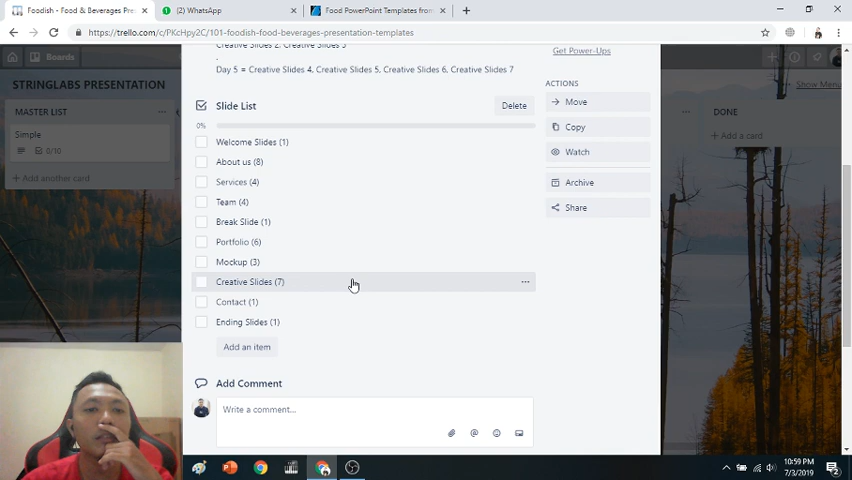 Foodish - Food & Beverages Pres
(2) WhatsApp
Food PowerPoint Templates from
https://trello.com/c/PKcHpy2C/101-foodish-food-beverages-presentation-templates
Boards
STRINGLABS PRESENTATION
Show Menu
MASTER LIST
Simple
0/10
Add another card
DONE
Add a card
Creative Slides 2, Creative Slides 3
.
Day 5 = Creative Slides 4, Creative Slides 5, Creative Slides 6, Creative Slides 7
Slide List
Delete
0%
Welcome Slides (1)
About us (8)
Services (4)
Team (4)
Break Slide (1)
Portfolio (6)
Mockup (3)
Creative Slides (7)
Contact (1)
Ending Slides (1)
Add an item
Add Comment
Write a comment...
Get Power-Ups
ACTIONS
Move
Copy
Watch
Archive
Share
10:59 PM
7/3/2019
2